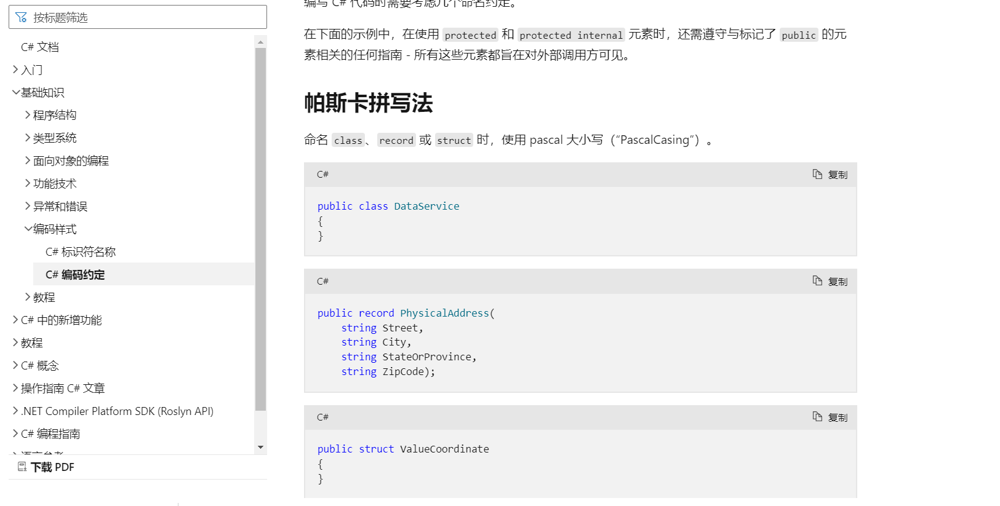 按标题筛选
C# 文档
入门
基础知识
程序结构
类型系统
面向对象的编程
功能技术
异常和错误
编码样式
C# 标识符名称
C# 编码约定
教程
C# 中的新增功能
教程
C# 概念
操作指南 C# 文章
.NET Compiler Platform SDK (Roslyn API)
C# 编程指南
语言参考
下载 PDF
编写 C# 代码时需要考虑几个命名约定。
在下面的示例中，在使用 protected 和 protected internal 元素时，还需遵守与标记了 public 的元
素相关的任何指南 - 所有这些元素都旨在对外部调用方可见。
帕斯卡拼写法
命名 class、record 或 struct 时，使用 pascal 大小写（“PascalCasing”）。
C# 复制
public class DataService
{
}
C# 复制
public record PhysicalAddress(
    string Street,
    string City,
    string StateOrProvince,
    string ZipCode);
C# 复制
public struct ValueCoordinate
{
}